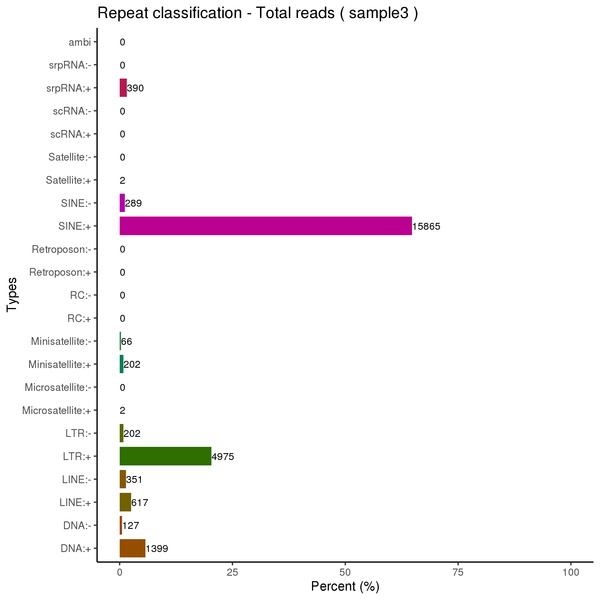 Repeat classification - Total reads ( sample3 )
Types
ambi 0
srpRNA:- 0
srpRNA:+ 390
scRNA:- 0
scRNA:+ 0
Satellite:- 0
Satellite:+ 2
SINE:- 289
SINE:+ 15865
Retroposon:- 0
Retroposon:+ 0
RC:- 0
RC:+ 0
Minisatellite:- 66
Minisatellite:+ 202
Microsatellite:- 0
Microsatellite:+ 2
LTR:- 202
LTR:+ 4975
LINE:- 351
LINE:+ 617
DNA:- 127
DNA:+ 1399
0 25 50 75 100
Percent (%)